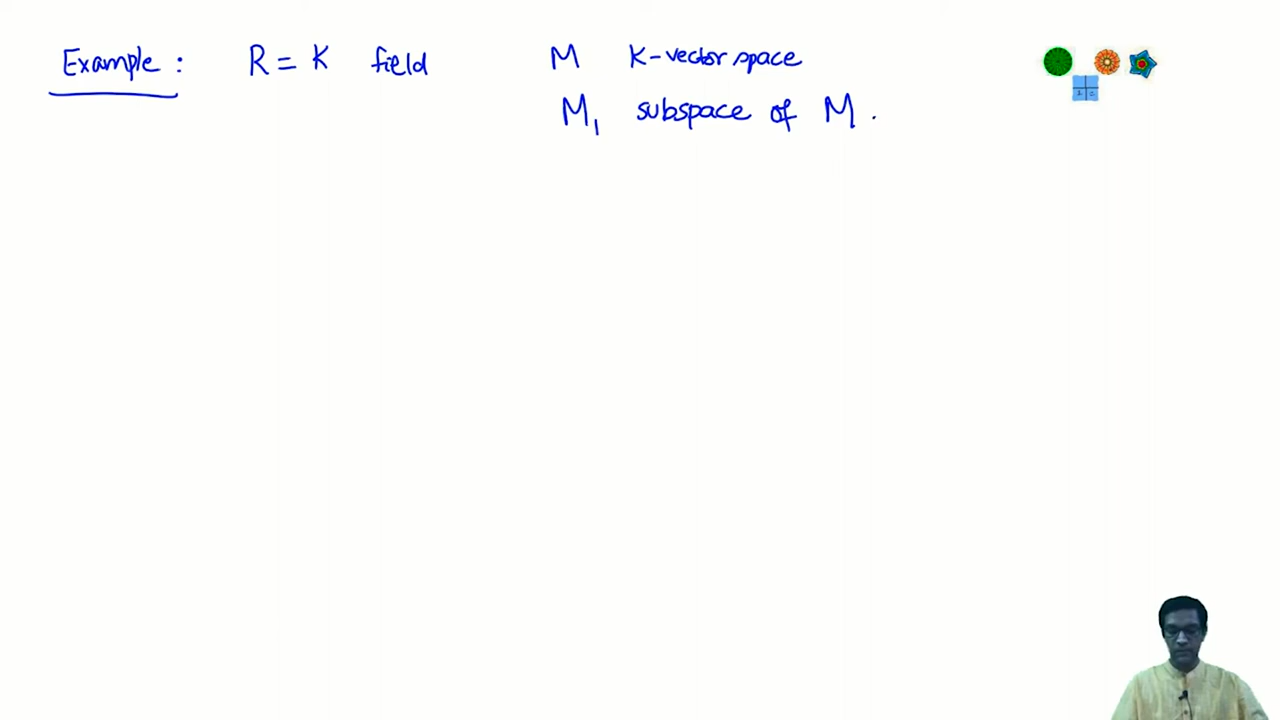 Example : R = K field M K-vector space
M₁ subspace of M .